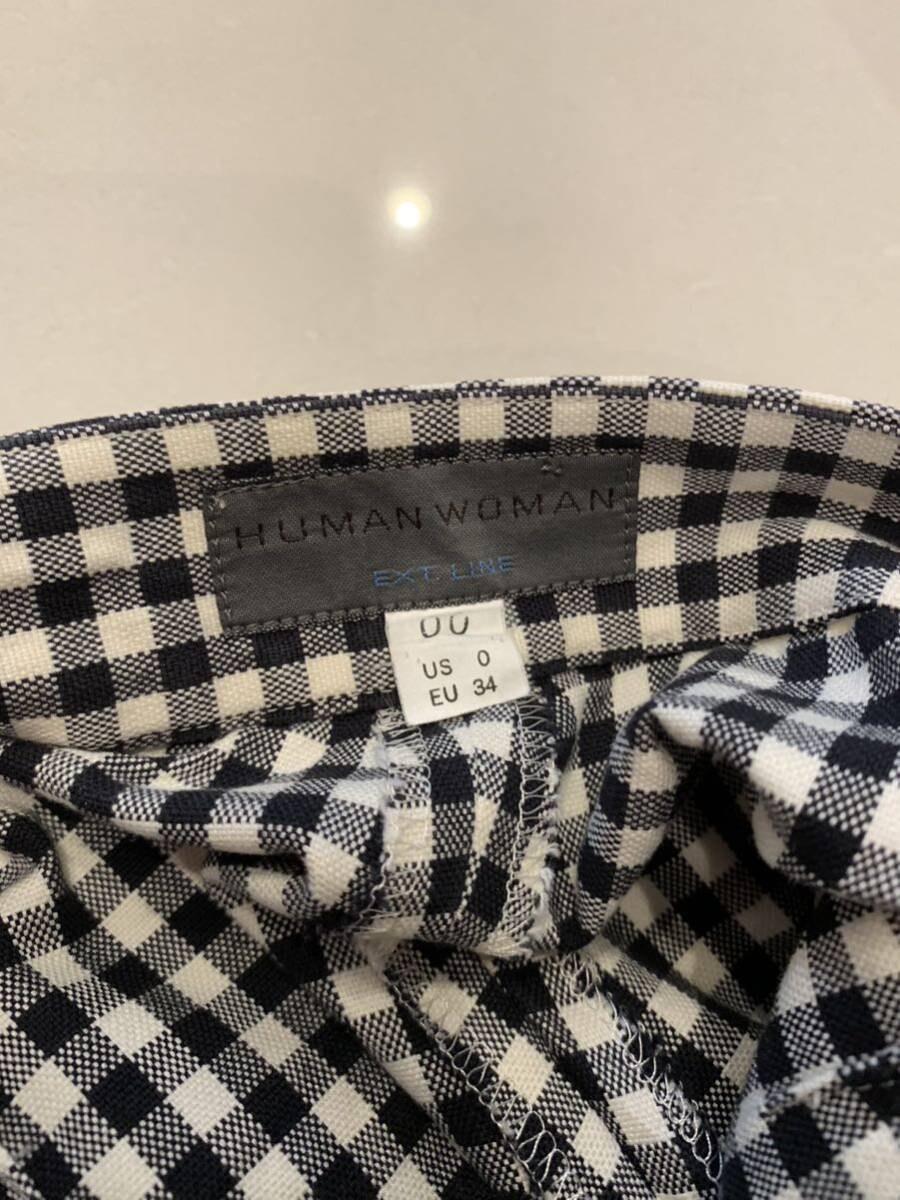 HUMAN WOMAN
EXT. LINE
00
US 0
EU 34